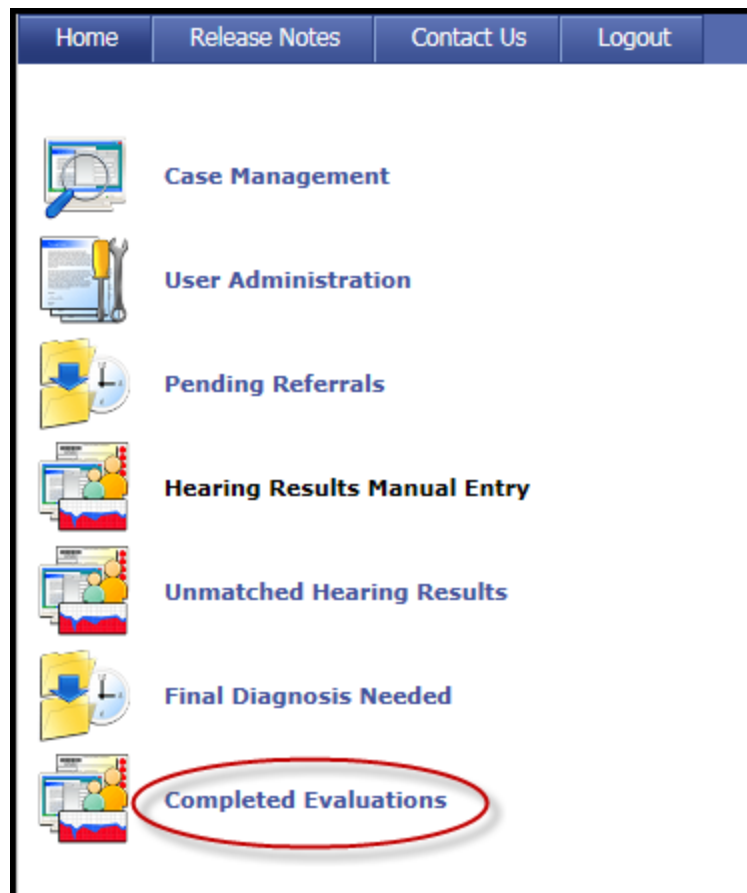 Home Release Notes Contact Us Logout
Case Management
User Administration
Pending Referrals
Hearing Results Manual Entry
Unmatched Hearing Results
Final Diagnosis Needed
Completed Evaluations